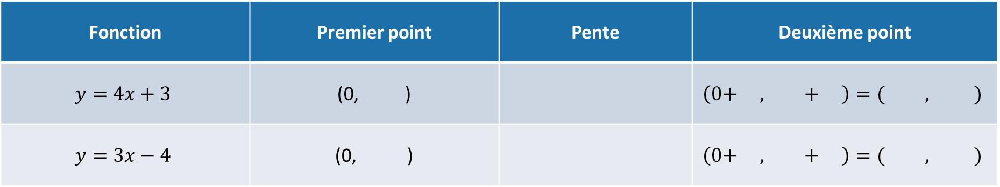 Fonction Premier point Pente Deuxième point
y = 4x + 3 (0, ) (0+ , + ) = ( , )
y = 3x − 4 (0, ) (0+ , + ) = ( , )